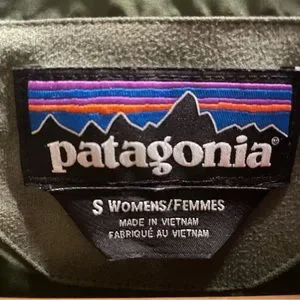 patagonia®
S WOMENS/FEMMES
MADE IN VIETNAM
FABRIQUÉ AU VIETNAM